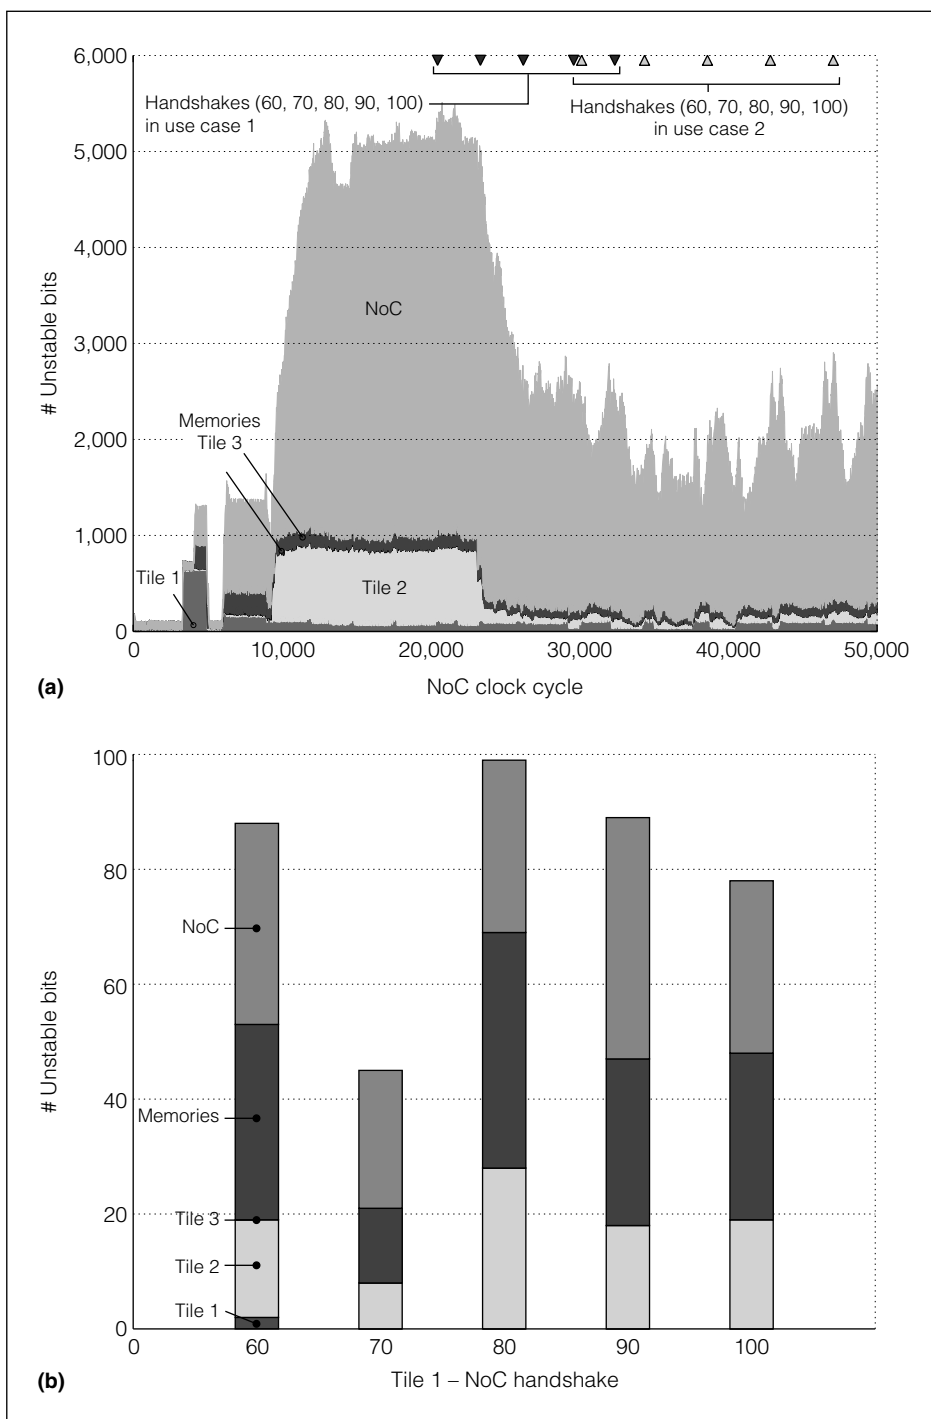 6,000
5,000
4,000
3,000
2,000
1,000
0
# Unstable bits
Handshakes (60, 70, 80, 90, 100)
in use case 1
Handshakes (60, 70, 80, 90, 100)
in use case 2
NoC
Memories
Tile 3
Tile 1
Tile 2
0
10,000
20,000
30,000
40,000
50,000
NoC clock cycle
(a)
100
80
60
40
20
0
# Unstable bits
NoC
Memories
Tile 3
Tile 2
Tile 1
0
60
70
80
90
100
Tile 1 – NoC handshake
(b)